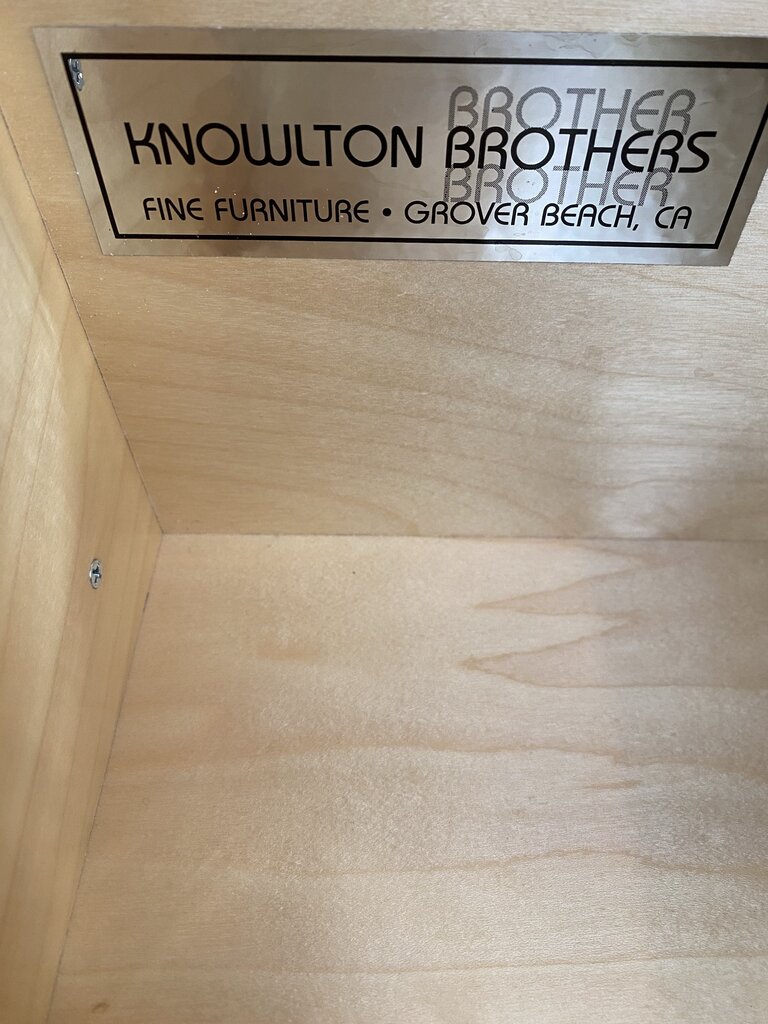 BROTHER
KNOWLTON BROTHERS
BROTHER
FINE FURNITURE • GROVER BEACH, CA